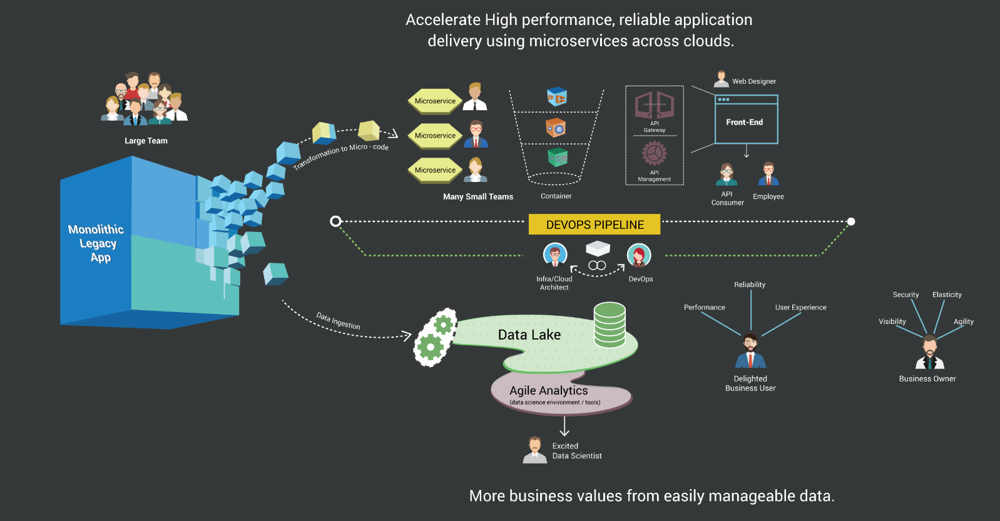 Accelerate High performance, reliable application
delivery using microservices across clouds.
Large Team
Monolithic
Legacy
App
Transformation to Micro - code
Microservice
Microservice
Microservice
Many Small Teams
Container
API
Gateway
API
Management
Web Designer
Front-End
API
Consumer
Employee
DEVOPS PIPELINE
Infra/Cloud
Architect
DevOps
Data Ingestion
Data Lake
Agile Analytics
(data science environment / tools)
Excited
Data Scientist
Reliability
Performance
User Experience
Delighted
Business User
Security
Elasticity
Visibility
Agility
Business Owner
More business values from easily manageable data.